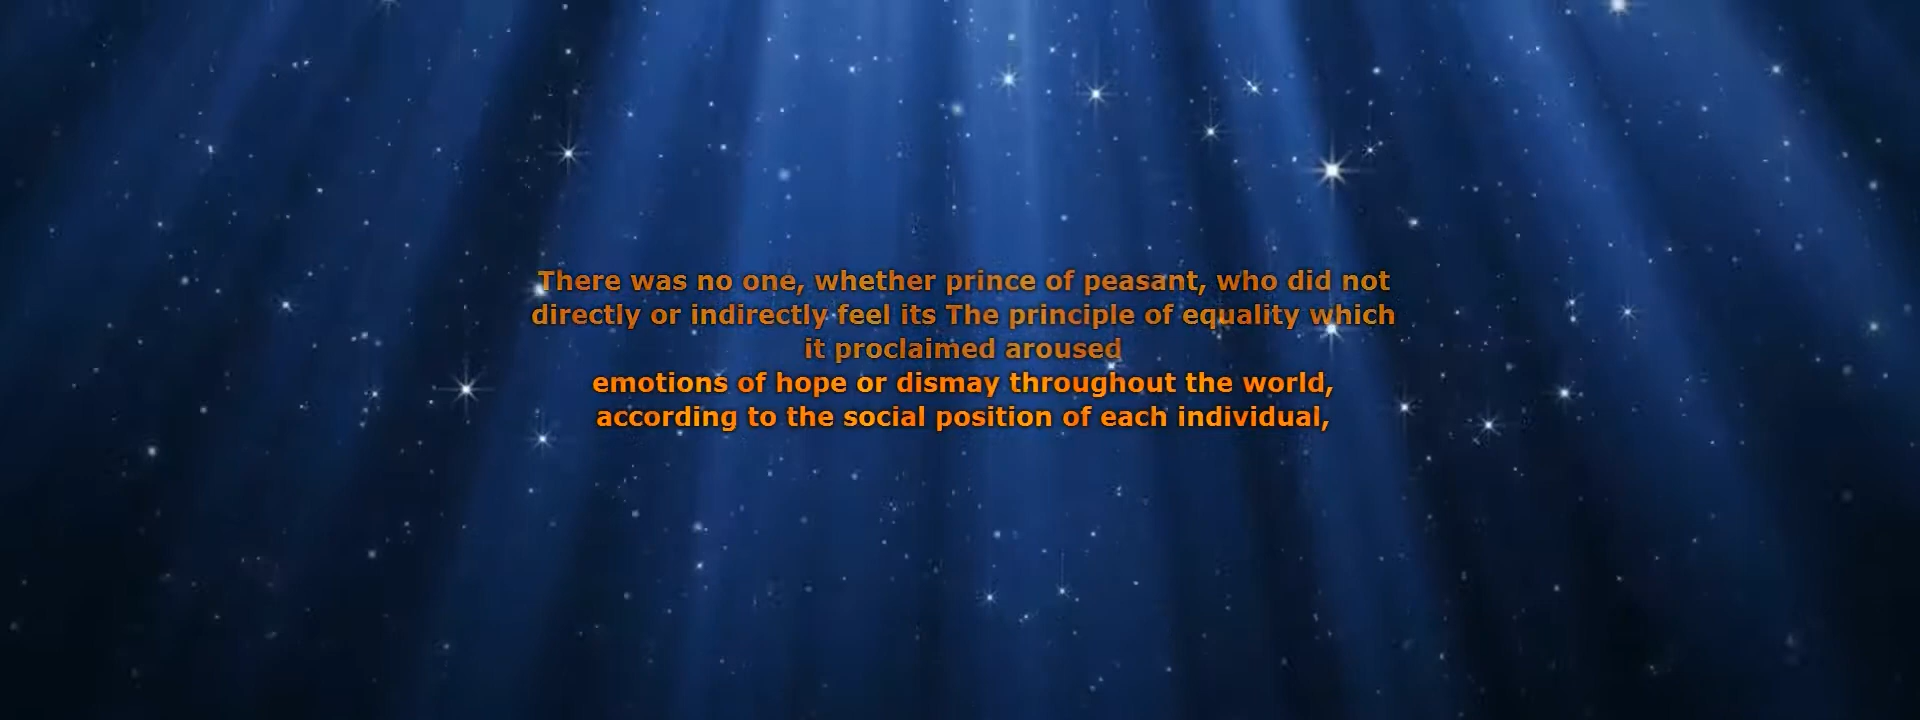 There was no one, whether prince of peasant, who did not
directly or indirectly feel its The principle of equality which
it proclaimed aroused
emotions of hope or dismay throughout the world,
according to the social position of each individual,